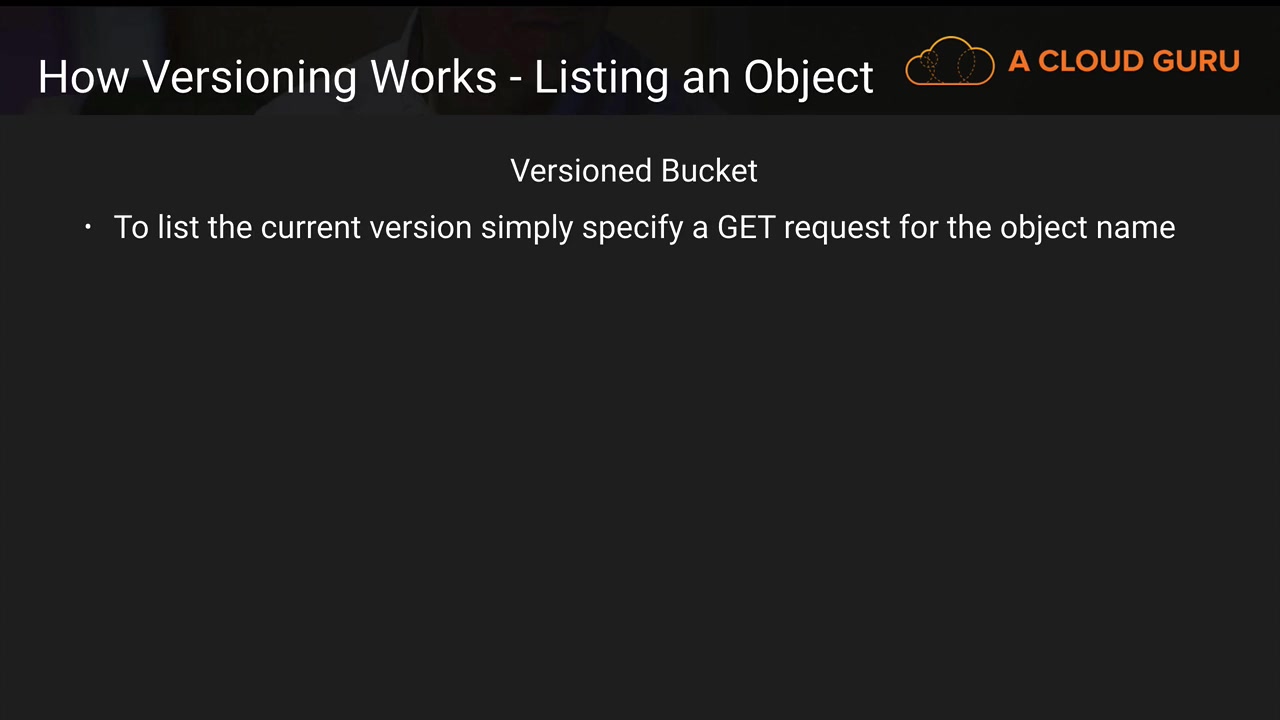 How Versioning Works - Listing an Object
A CLOUD GURU
Versioned Bucket
· To list the current version simply specify a GET request for the object name